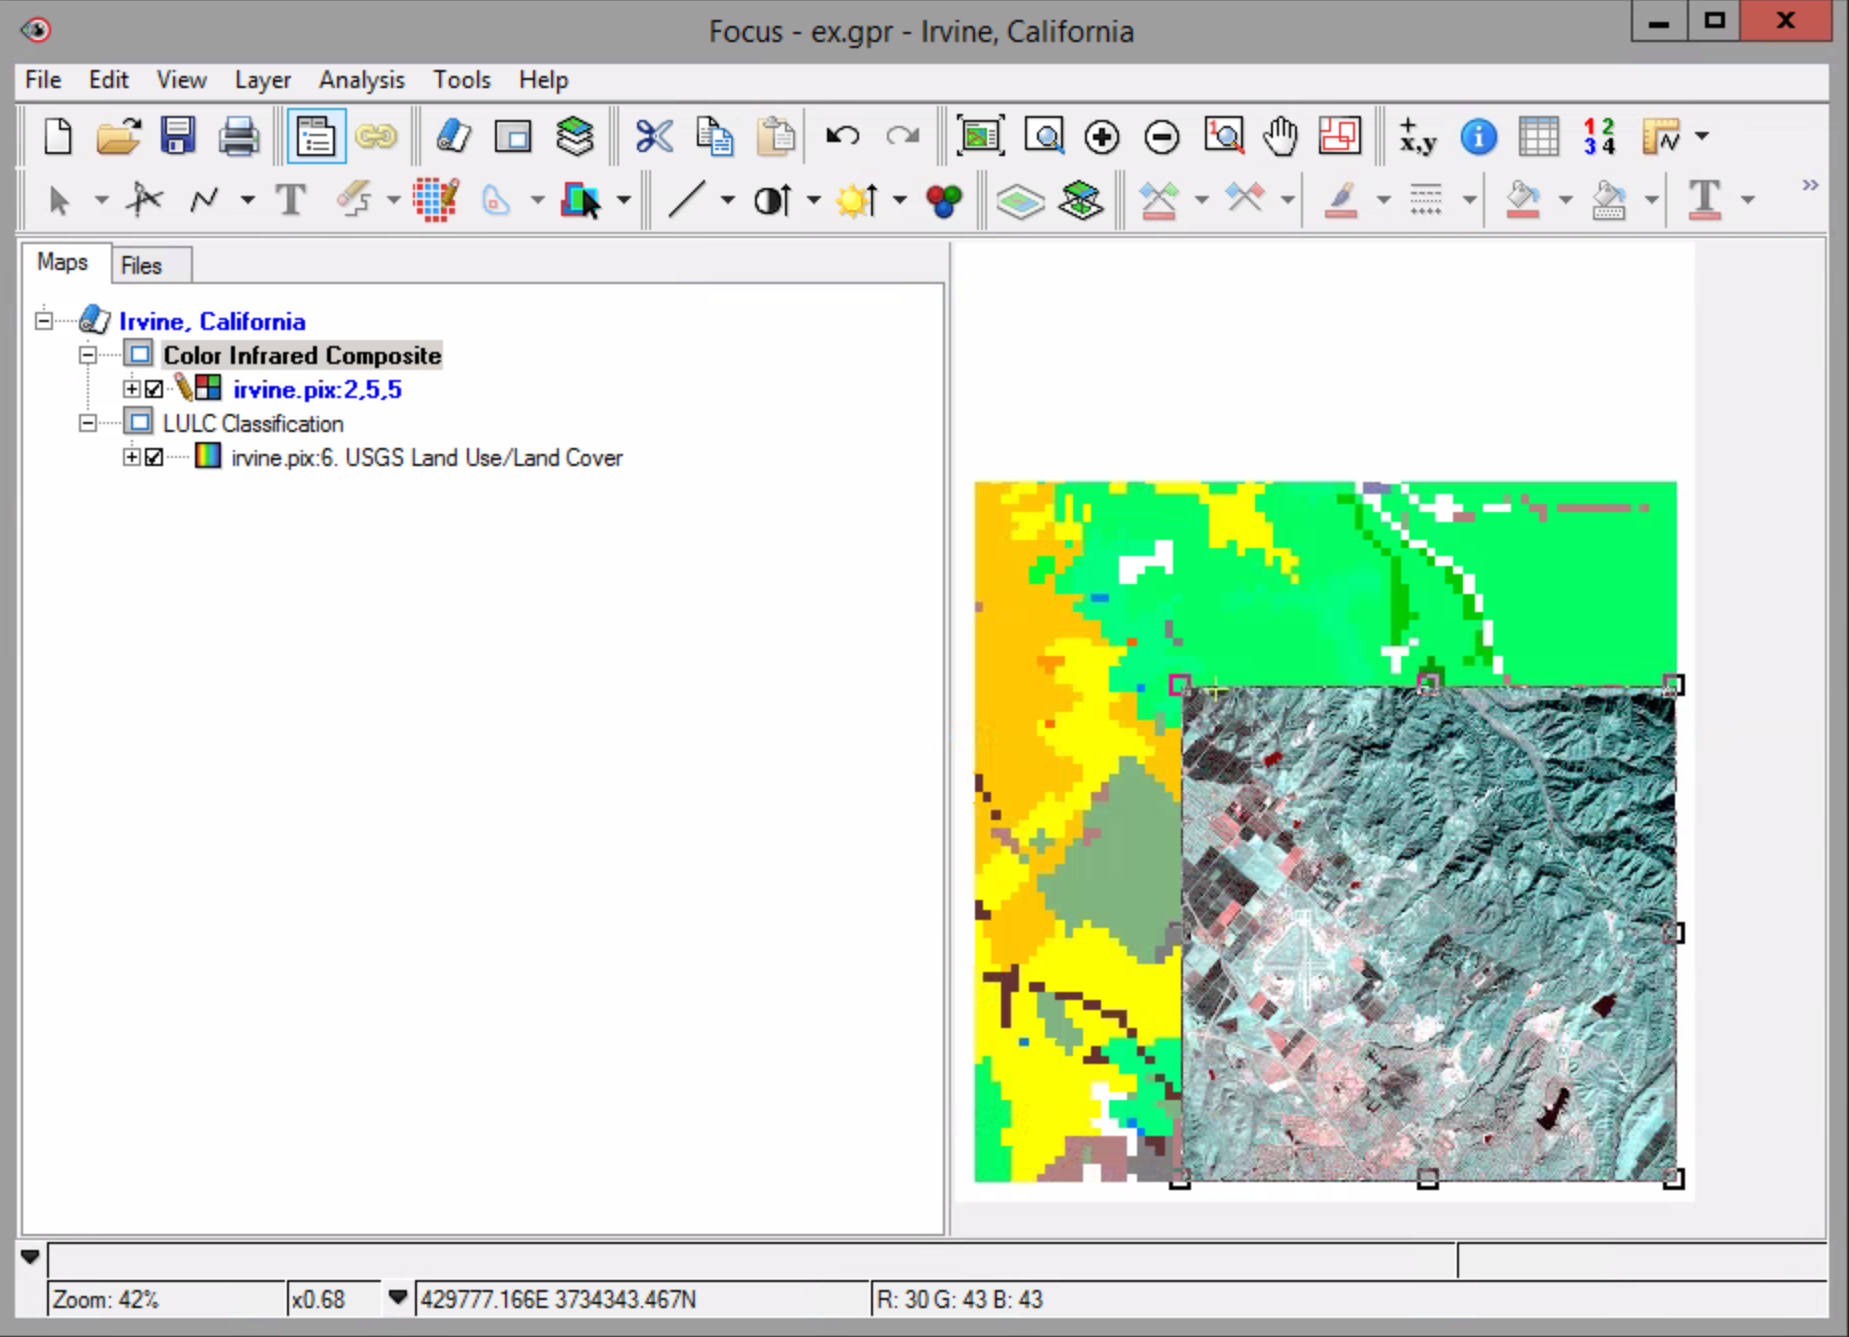 Focus - ex.gpr - Irvine, California
File Edit View Layer Analysis Tools Help
x,y
1 2
3 4
Maps Files
Irvine, California
Color Infrared Composite
irvine.pix:2,5,5
LULC Classification
irvine.pix:6. USGS Land Use/Land Cover
Zoom: 42% x0.68 429777.166E 3734343.467N R: 30 G: 43 B: 43